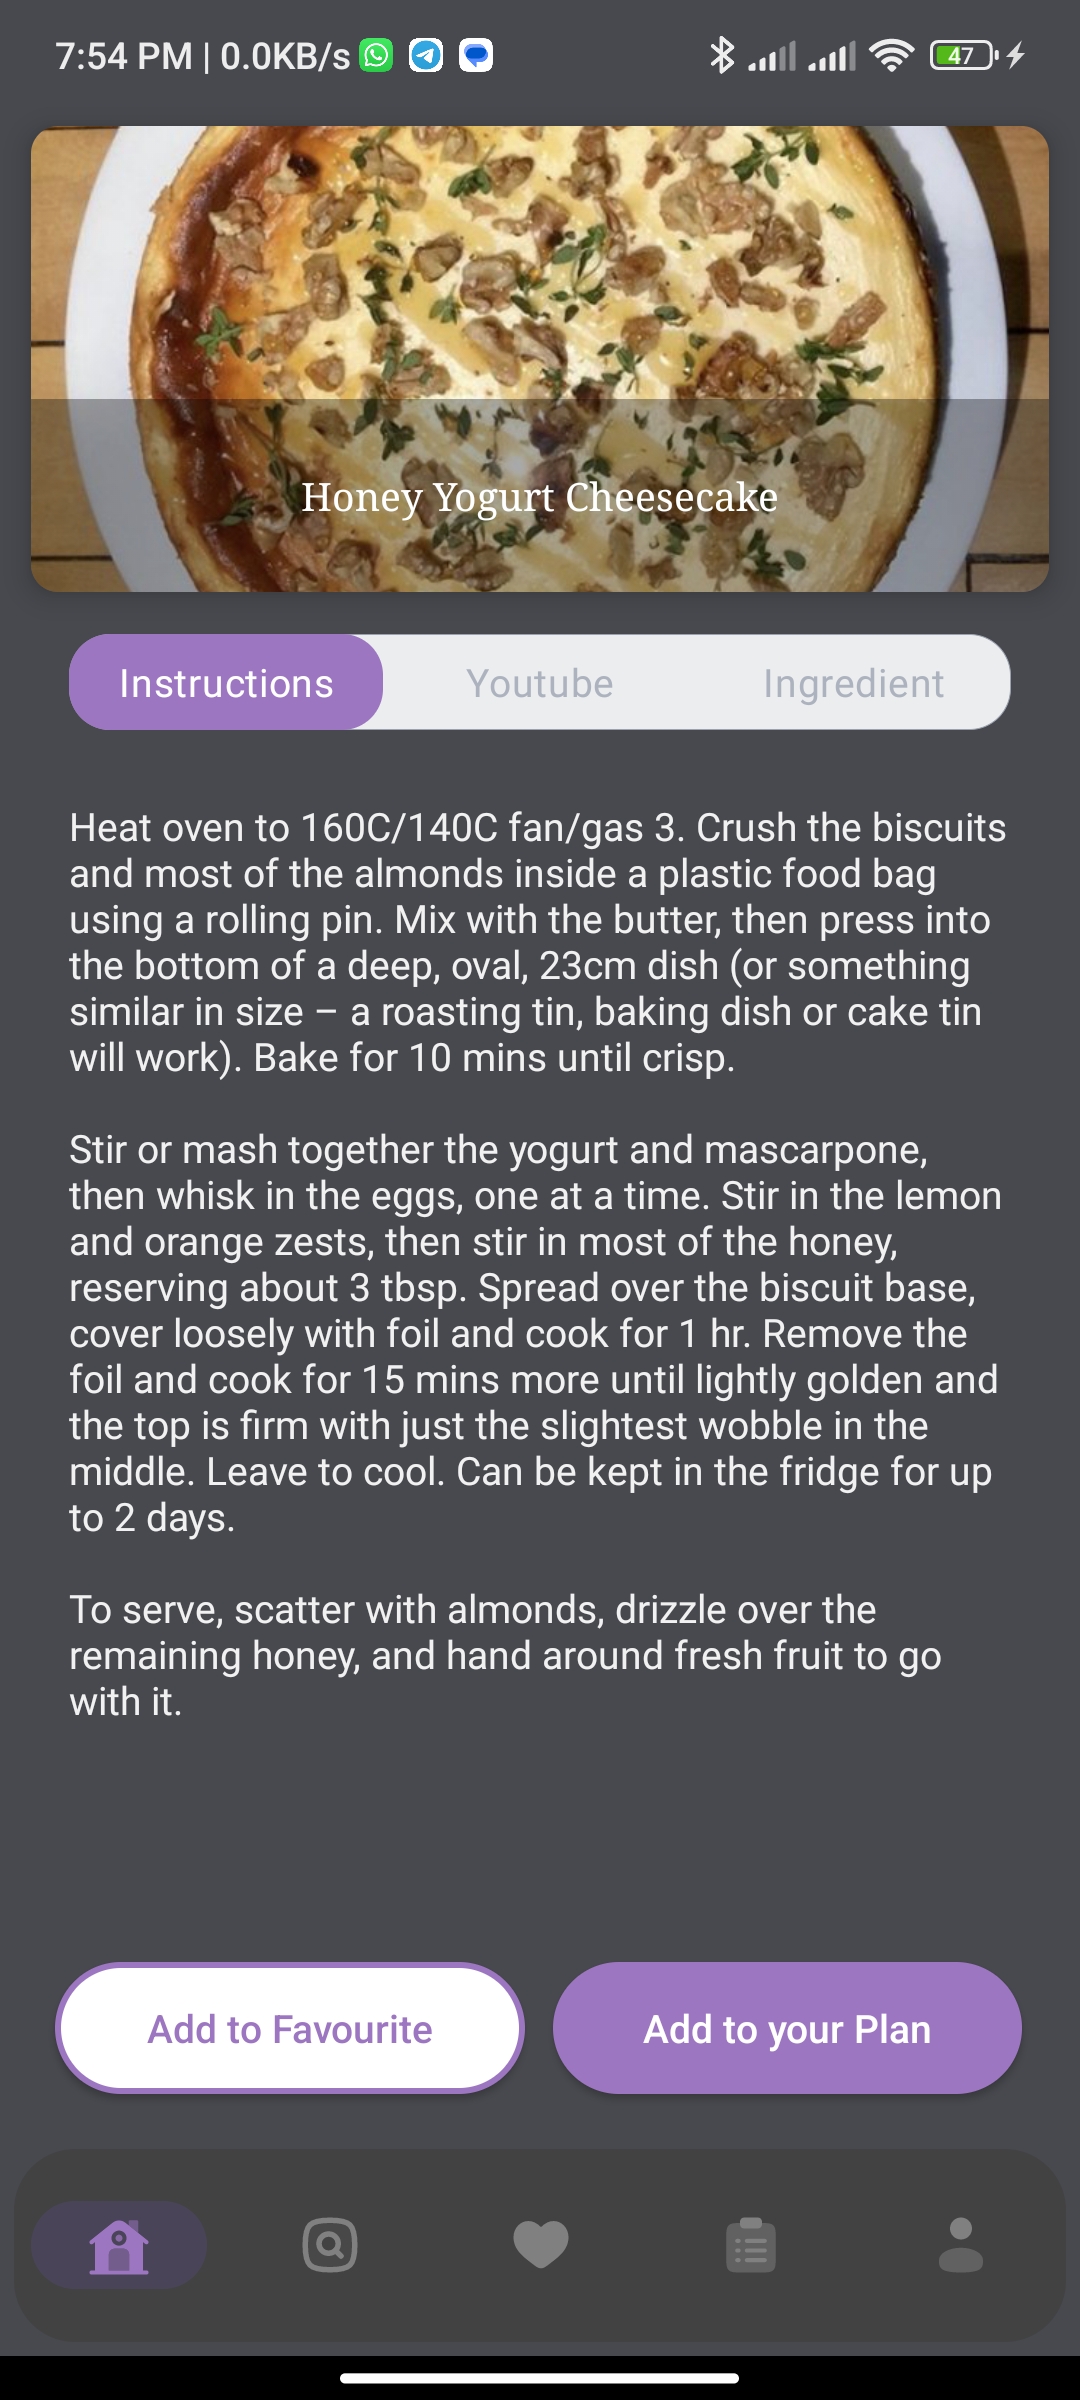 7:54 PM | 0.0KB/s
47
Honey Yogurt Cheesecake
Instructions
Youtube
Ingredient
Heat oven to 160C/140C fan/gas 3. Crush the biscuits
and most of the almonds inside a plastic food bag
using a rolling pin. Mix with the butter, then press into
the bottom of a deep, oval, 23cm dish (or something
similar in size – a roasting tin, baking dish or cake tin
will work). Bake for 10 mins until crisp.
Stir or mash together the yogurt and mascarpone,
then whisk in the eggs, one at a time. Stir in the lemon
and orange zests, then stir in most of the honey,
reserving about 3 tbsp. Spread over the biscuit base,
cover loosely with foil and cook for 1 hr. Remove the
foil and cook for 15 mins more until lightly golden and
the top is firm with just the slightest wobble in the
middle. Leave to cool. Can be kept in the fridge for up
to 2 days.
To serve, scatter with almonds, drizzle over the
remaining honey, and hand around fresh fruit to go
with it.
Add to Favourite
Add to your Plan